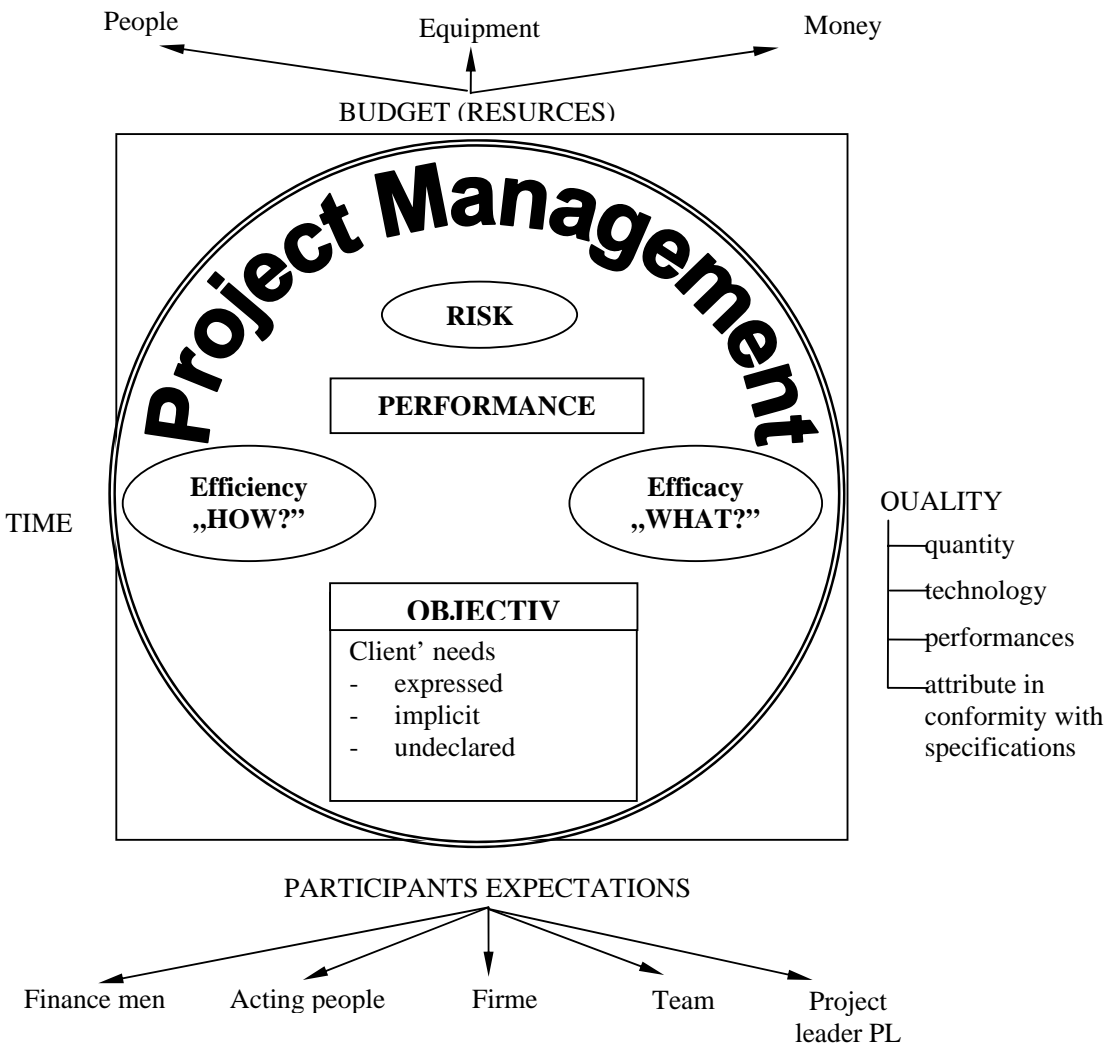 People
Equipment
Money
BUDGET (RESURCES)
Project Management
RISK
PERFORMANCE
Efficiency
„HOW?”
Efficacy
„WHAT?”
TIME
QUALITY
quantity
technology
performances
attribute in
conformity with
specifications
OBJECTIV
Client’ needs
- expressed
- implicit
- undeclared
PARTICIPANTS EXPECTATIONS
Finance men
Acting people
Firme
Team
Project
leader PL